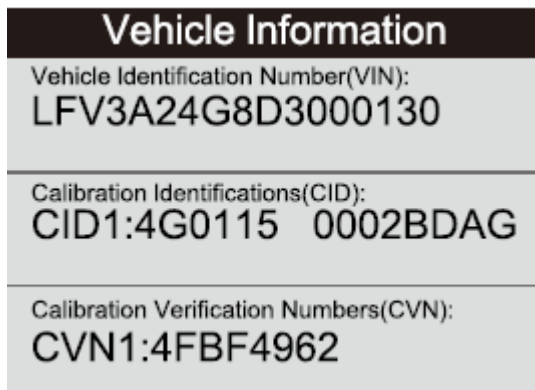 Vehicle Information
Vehicle Identification Number(VIN):
LFV3A24G8D3000130
Calibration Identifications(CID):
CID1:4G0115   0002BDAG
Calibration Verification Numbers(CVN):
CVN1:4FBF4962